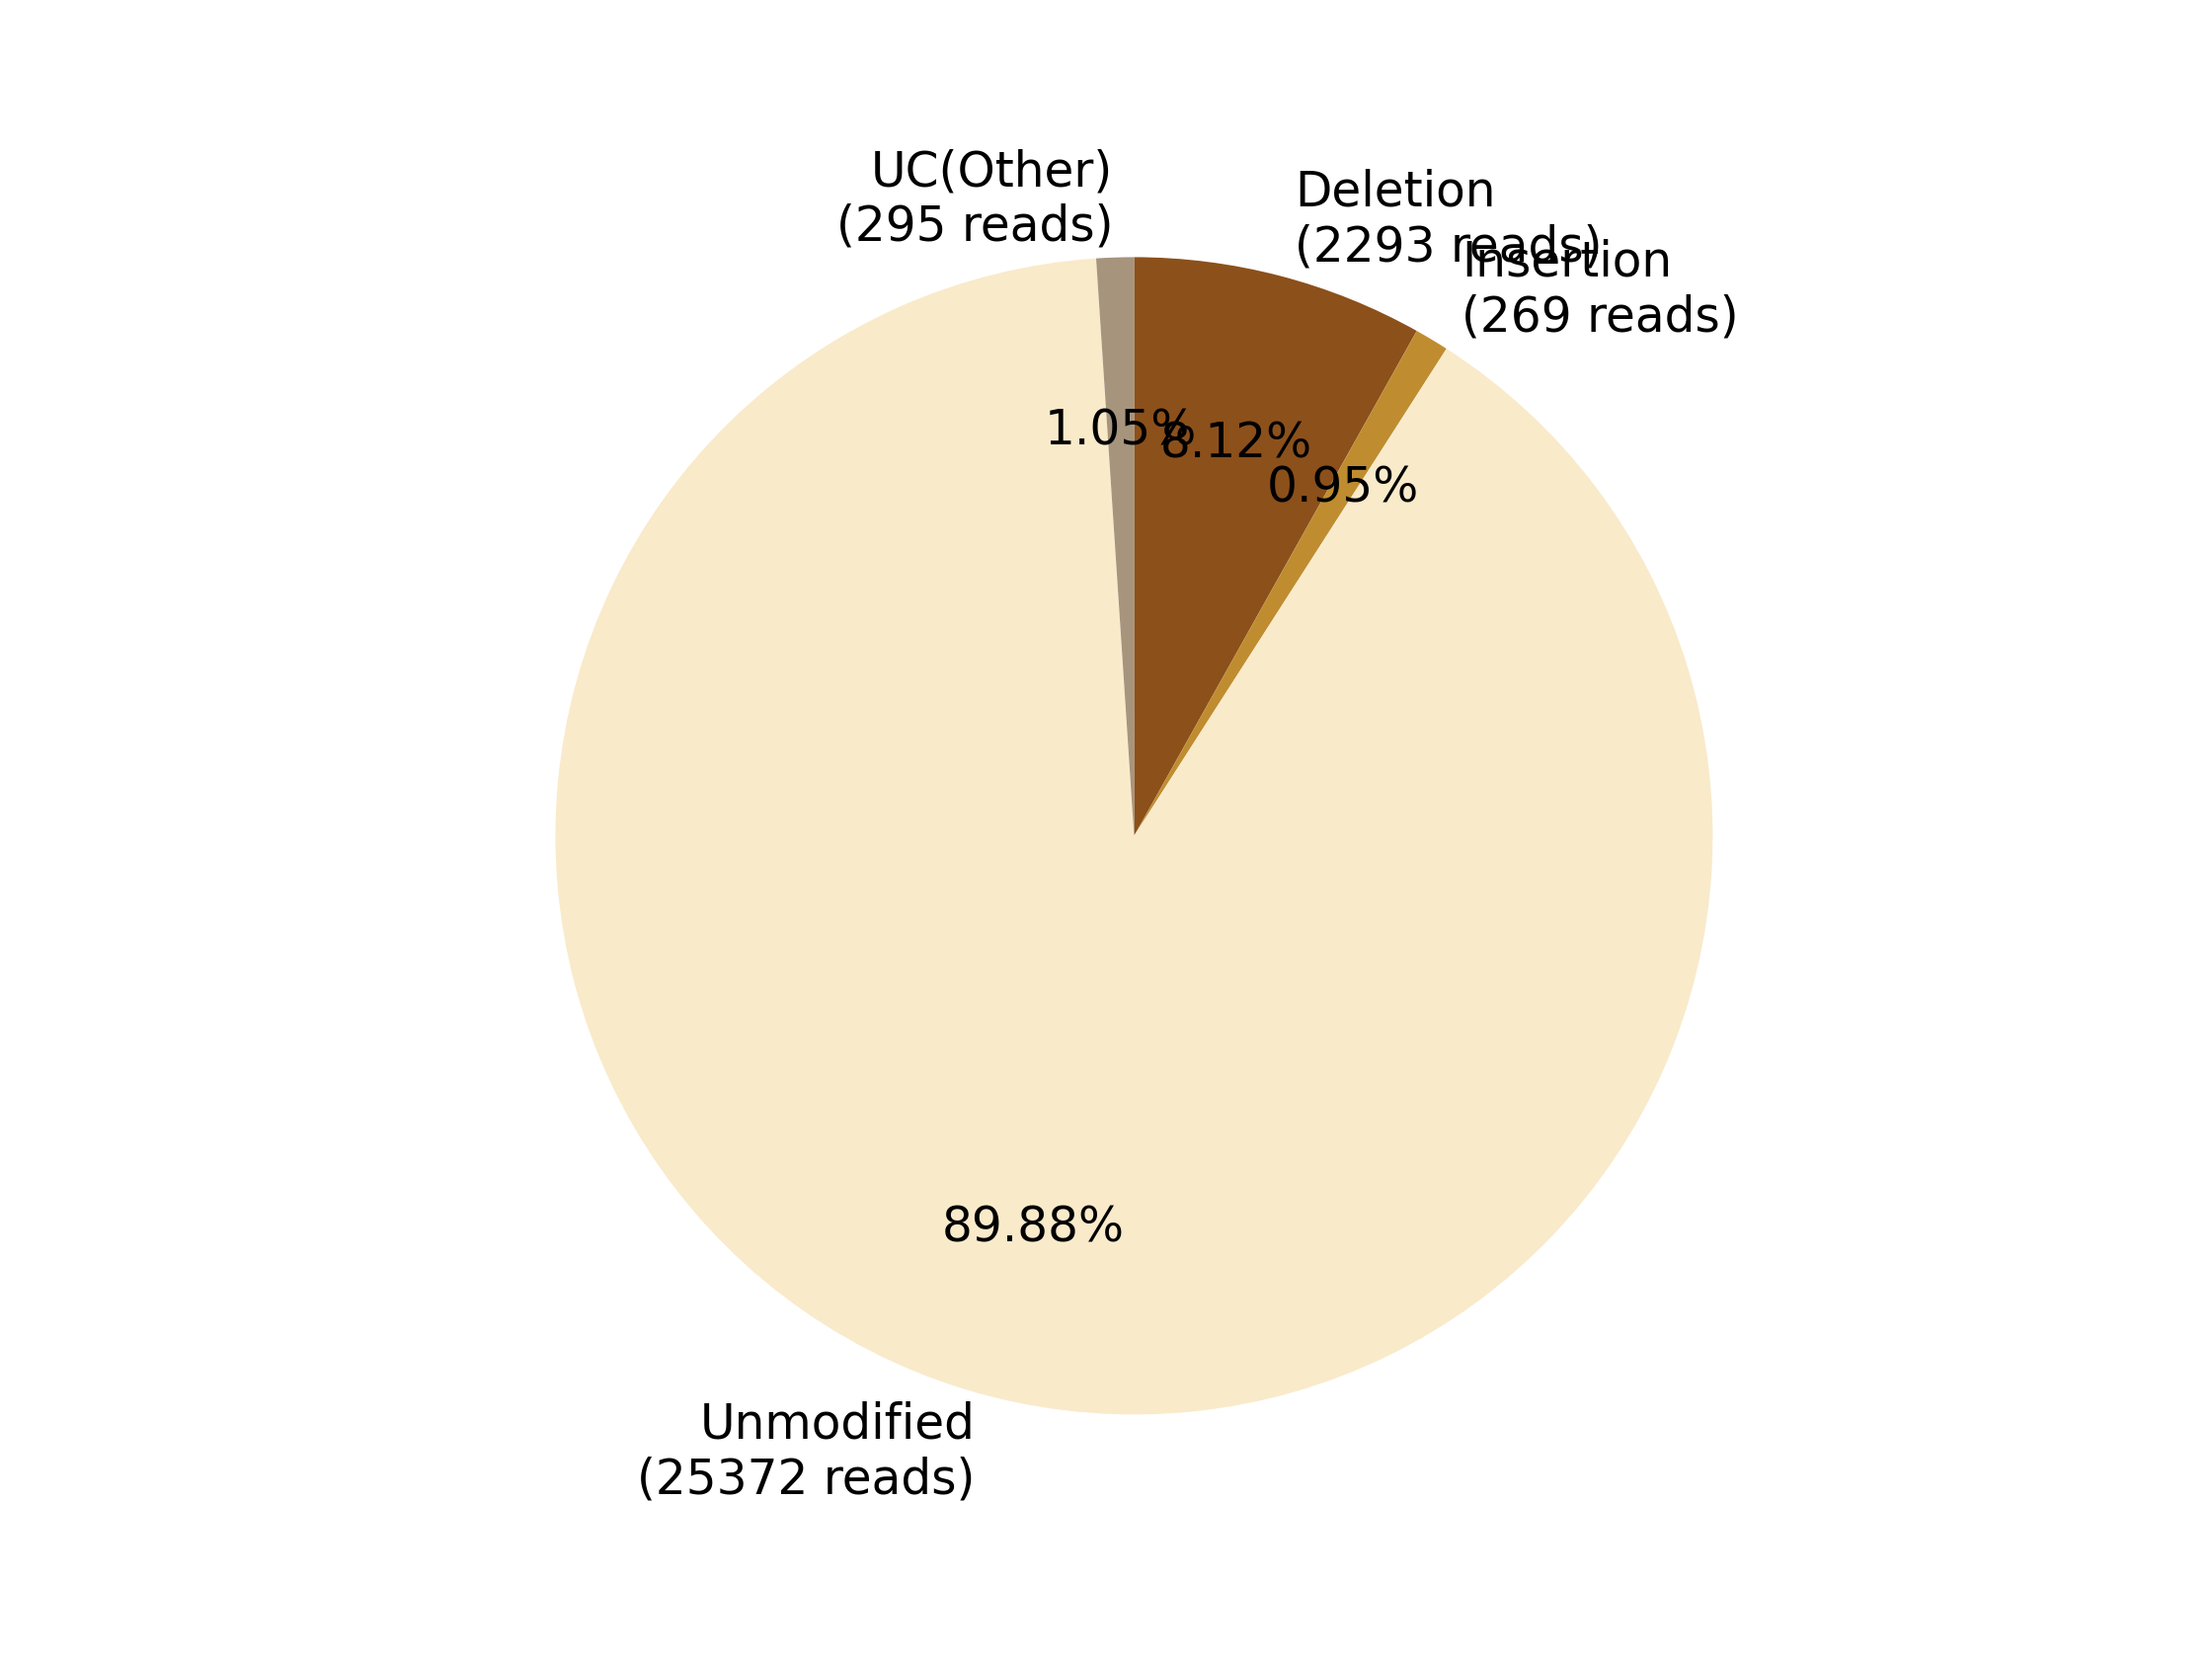 UC(Other)
(295 reads)
Deletion
(2293 reads)
Insertion
(269 reads)
1.05%
8.12%
0.95%
89.88%
Unmodified
(25372 reads)